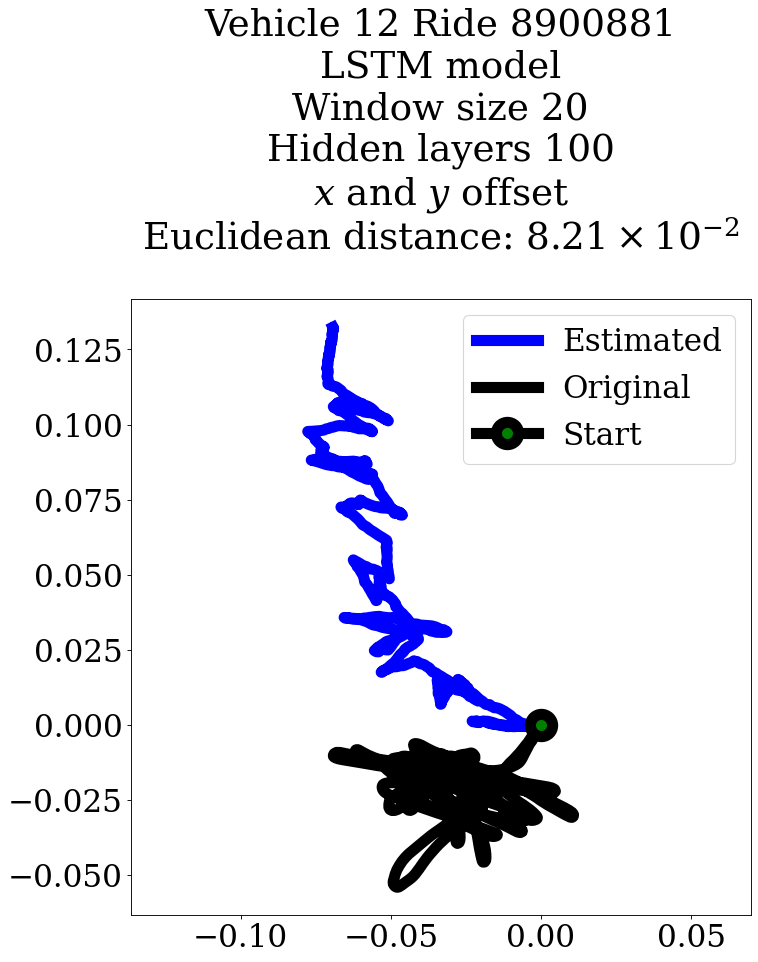 Vehicle 12 Ride 8900881
LSTM model
Window size 20
Hidden layers 100
x and y offset
Euclidean distance: 8.21 × 10⁻²
Estimated
Original
Start
0.125
0.100
0.075
0.050
0.025
0.000
−0.025
−0.050
−0.10 −0.05 0.00 0.05